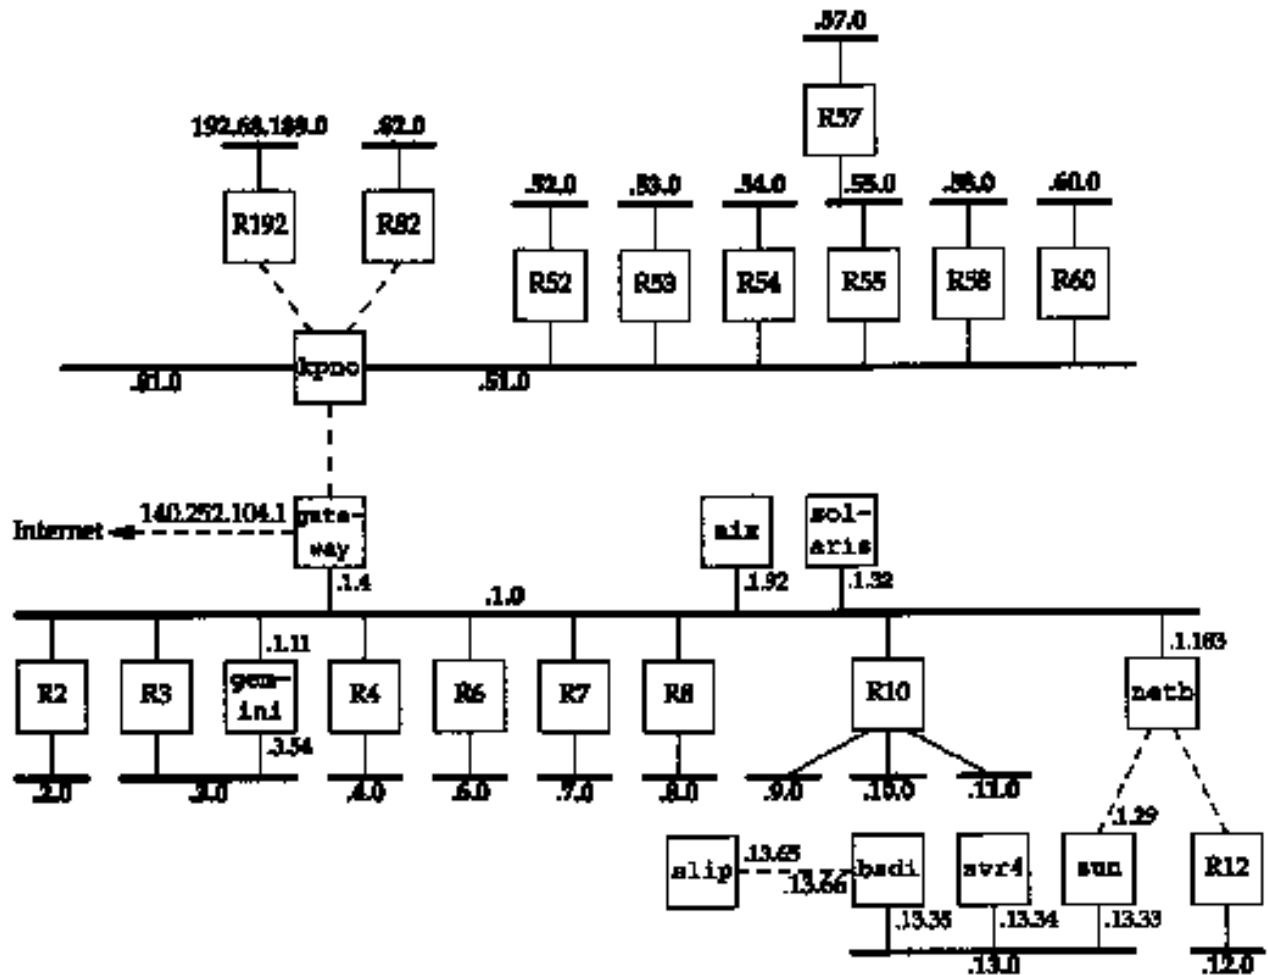 .57.0
R57
192.68.189.0 .82.0
.52.0 .53.0 .54.0 .55.0 .58.0 .60.0
R192 R82
R52 R53 R54 R55 R58 R60
kpno
.81.0 .51.0
140.252.104.1 gate-
way
Internet
aix
sol-
aris
.1.4 .1.92 .1.32
.1.0
.1.11 .1.183
R2 R3 gem-
ini
R4 R6 R7 R8 R10 netb
.3.54
.2.0 .3.0 .4.0 .6.0 .7.0 .8.0 .9.0 .10.0 .11.0
.1.29
.13.65
slip bsdi svr4 sun R12
.13.66
.13.35 .13.34 .13.33
.13.0 .12.0